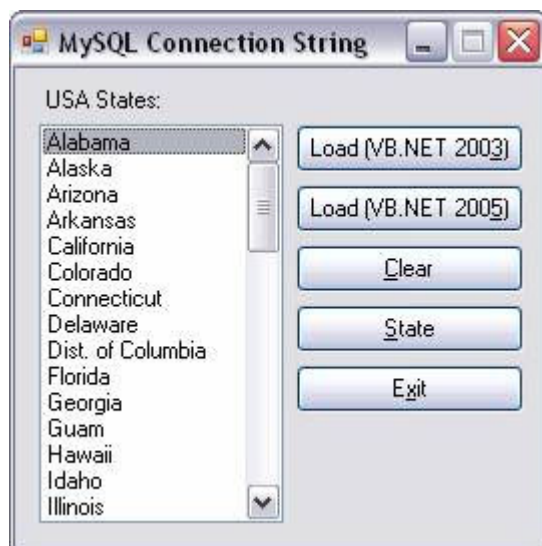 MySQL Connection String
USA States:
Alabama
Alaska
Arizona
Arkansas
California
Colorado
Connecticut
Delaware
Dist. of Columbia
Florida
Georgia
Guam
Hawaii
Idaho
Illinois
Load (VB.NET 2003)
Load (VB.NET 2005)
Clear
State
Exit